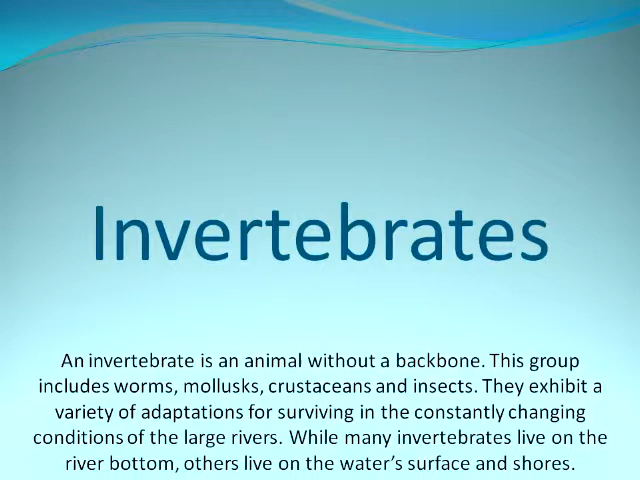 Invertebrates
An invertebrate is an animal without a backbone. This group
includes worms, mollusks, crustaceans and insects. They exhibit a
variety of adaptations for surviving in the constantly changing
conditions of the large rivers. While many invertebrates live on the
river bottom, others live on the water’s surface and shores.